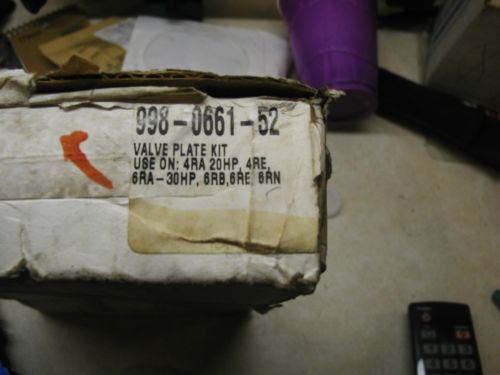 998-0661-52
VALVE PLATE KIT
USE ON: 4RA 20HP, 4RE,
6RA-30HP, 6RB,6RE, 6RN